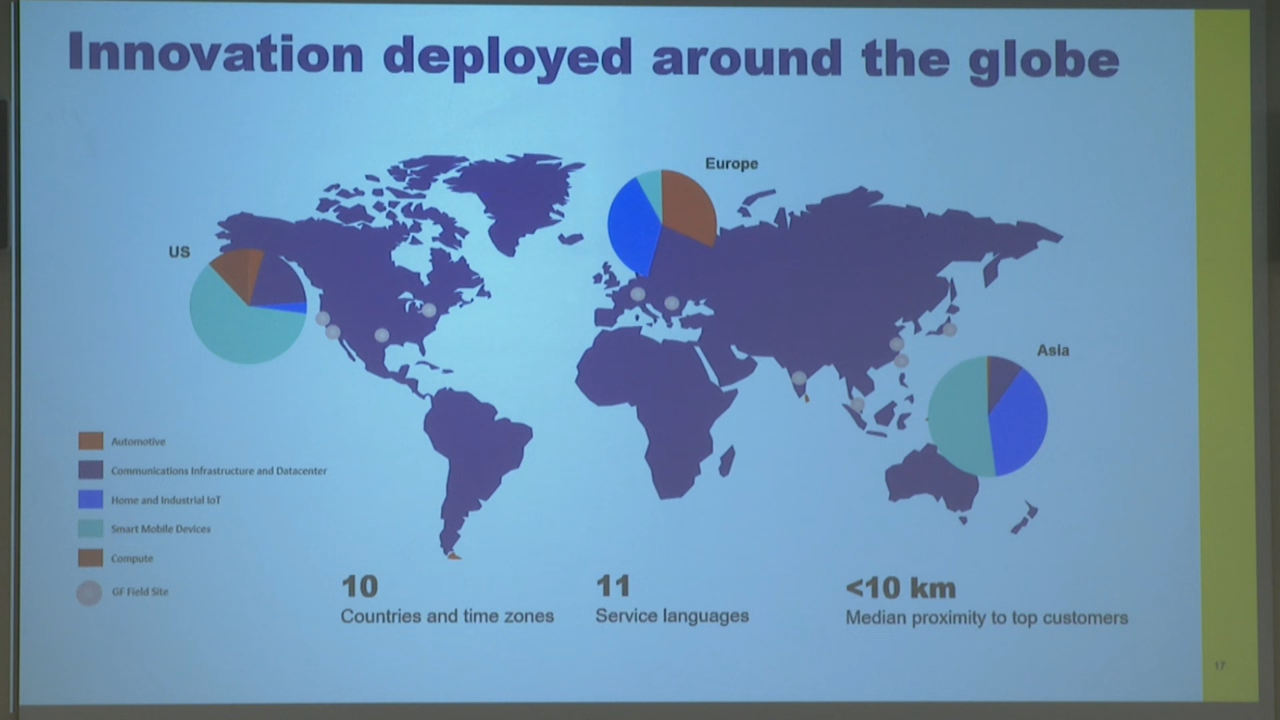 Innovation deployed around the globe
Europe
US
Asia
Automotive
Communications Infrastructure and Datacenter
Home and Industrial IoT
Smart Mobile Devices
Compute
GF Field Site
10
Countries and time zones
11
Service languages
<10 km
Median proximity to top customers
17